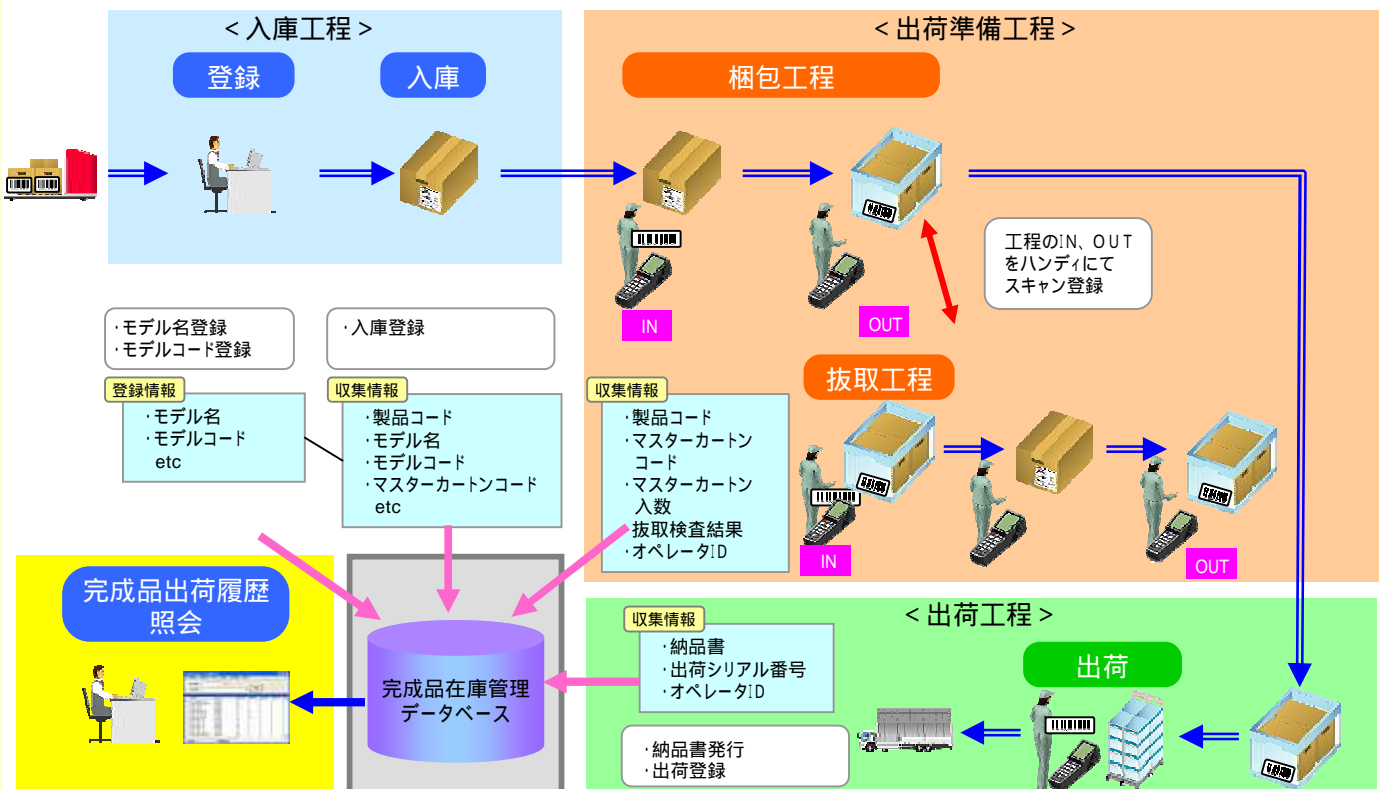 ＜入庫工程＞
登録
入庫
・モデル名登録
・モデルコード登録
・入庫登録
登録情報
・モデル名
・モデルコード
etc
収集情報
・製品コード
・モデル名
・モデルコード
・マスターカートンコード
etc
＜出荷準備工程＞
梱包工程
工程のIN、OUT
をハンディにて
スキャン登録
IN
OUT
抜取工程
収集情報
・製品コード
・マスターカートン
コード
・マスターカートン
入数
・抜取検査結果
・オペレータID
IN
OUT
＜出荷工程＞
出荷
収集情報
・納品書
・出荷シリアル番号
・オペレータID
・納品書発行
・出荷登録
完成品在庫管理
データベース
完成品出荷履歴
照会